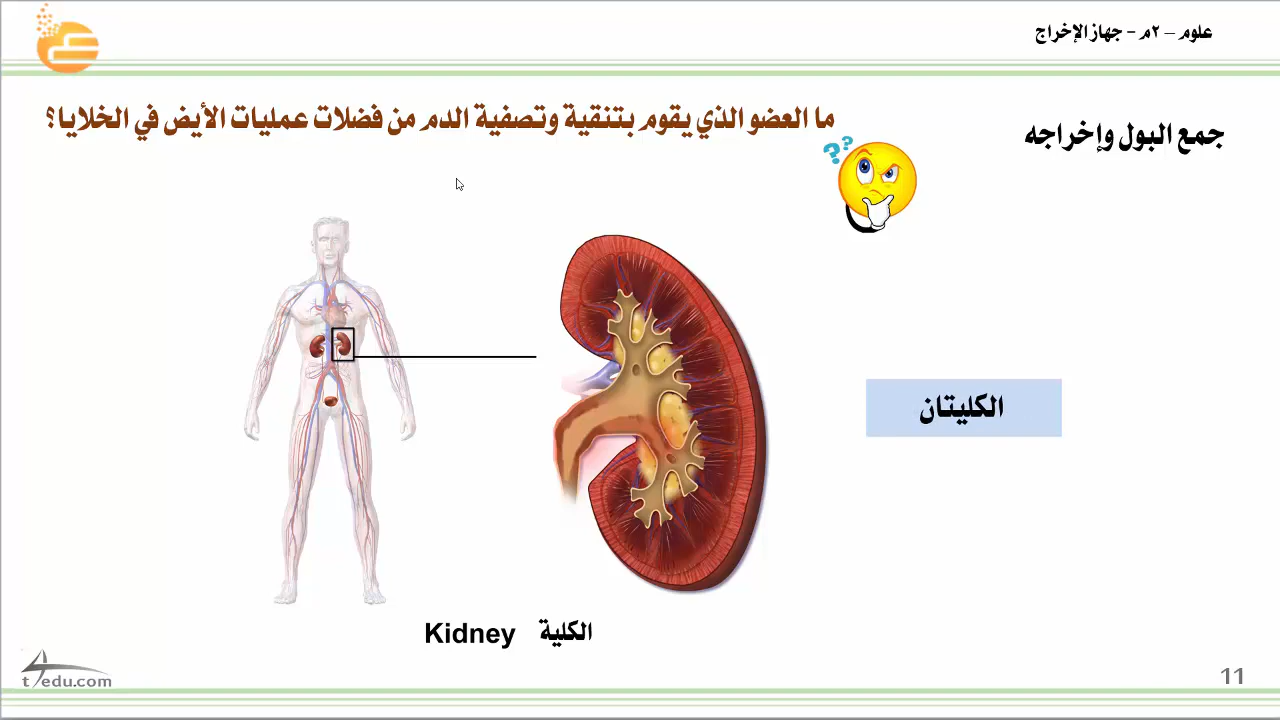 علوم – ٢م – جهاز الإخراج
جمع البول وإخراجه
ما العضو الذي يقوم بتنقية وتصفية الدم من فضلات عمليات الأيض في الخلايا؟
??
الكليتان
الكلية Kidney
t4edu.com
11